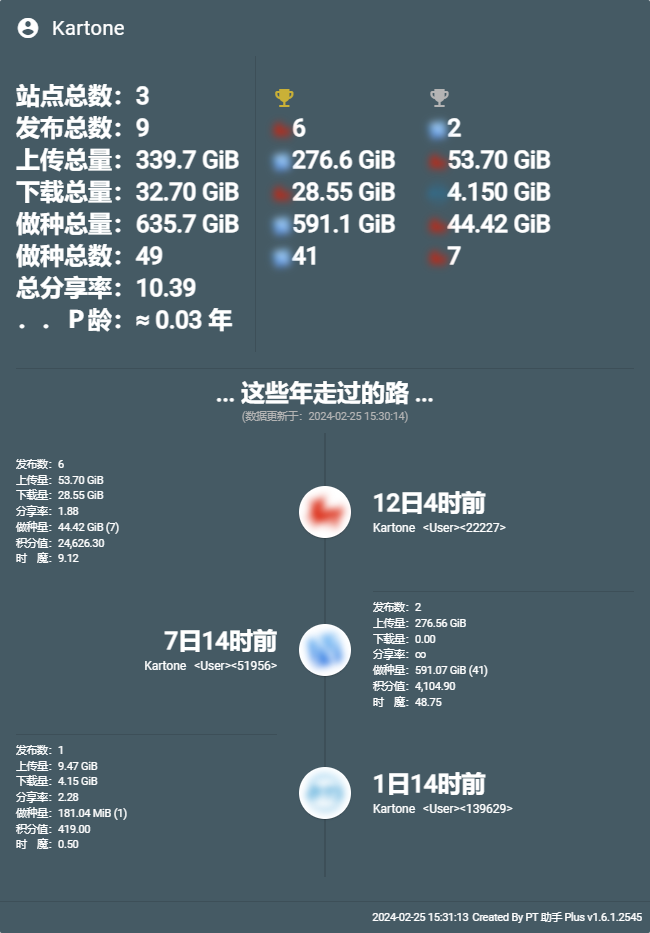 Kartone
站点总数：3
发布总数：9
上传总量：339.7 GiB
下载总量：32.70 GiB
做种总量：635.7 GiB
做种总数：49
总分享率：10.39
．．P龄：≈ 0.03 年
6
276.6 GiB
28.55 GiB
591.1 GiB
41
2
53.70 GiB
4.150 GiB
44.42 GiB
7
... 这些年走过的路 ...
(数据更新于：2024-02-25 15:30:14)
发布数：6
上传量：53.70 GiB
下载量：28.55 GiB
分享率：1.88
做种量：44.42 GiB (7)
积分值：24,626.30
时　魔：9.12
12日4时前
Kartone <User><22227>
7日14时前
Kartone <User><51956>
发布数：2
上传量：276.56 GiB
下载量：0.00
分享率：∞
做种量：591.07 GiB (41)
积分值：4,104.90
时　魔：48.75
发布数：1
上传量：9.47 GiB
下载量：4.15 GiB
分享率：2.28
做种量：181.04 MiB (1)
积分值：419.00
时　魔：0.50
1日14时前
Kartone <User><139629>
2024-02-25 15:31:13 Created By PT 助手 Plus v1.6.1.2545